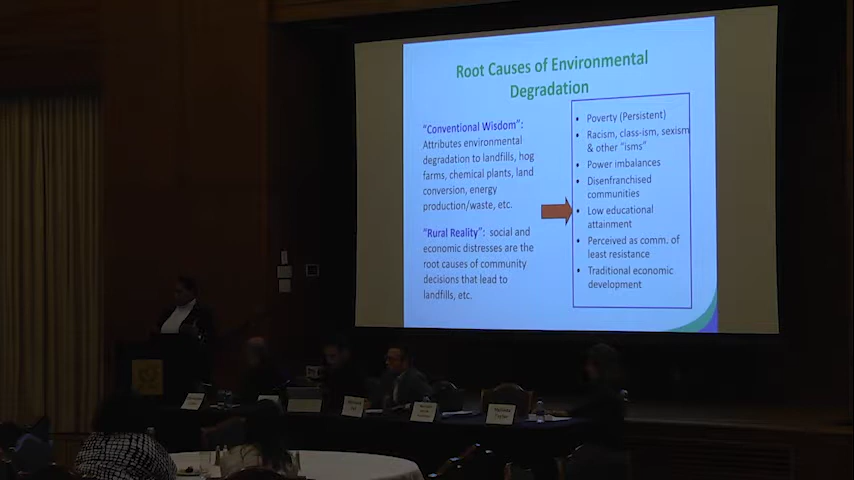 Root Causes of Environmental
Degradation
“Conventional Wisdom”:
Attributes environmental
degradation to landfills, hog
farms, chemical plants, land
conversion, energy
production/waste, etc.
“Rural Reality”: social and
economic distresses are the
root causes of community
decisions that lead to
landfills, etc.
• Poverty (Persistent)
• Racism, class-ism, sexism
& other “isms”
• Power imbalances
• Disenfranchised
communities
• Low educational
attainment
• Perceived as comm. of
least resistance
• Traditional economic
development